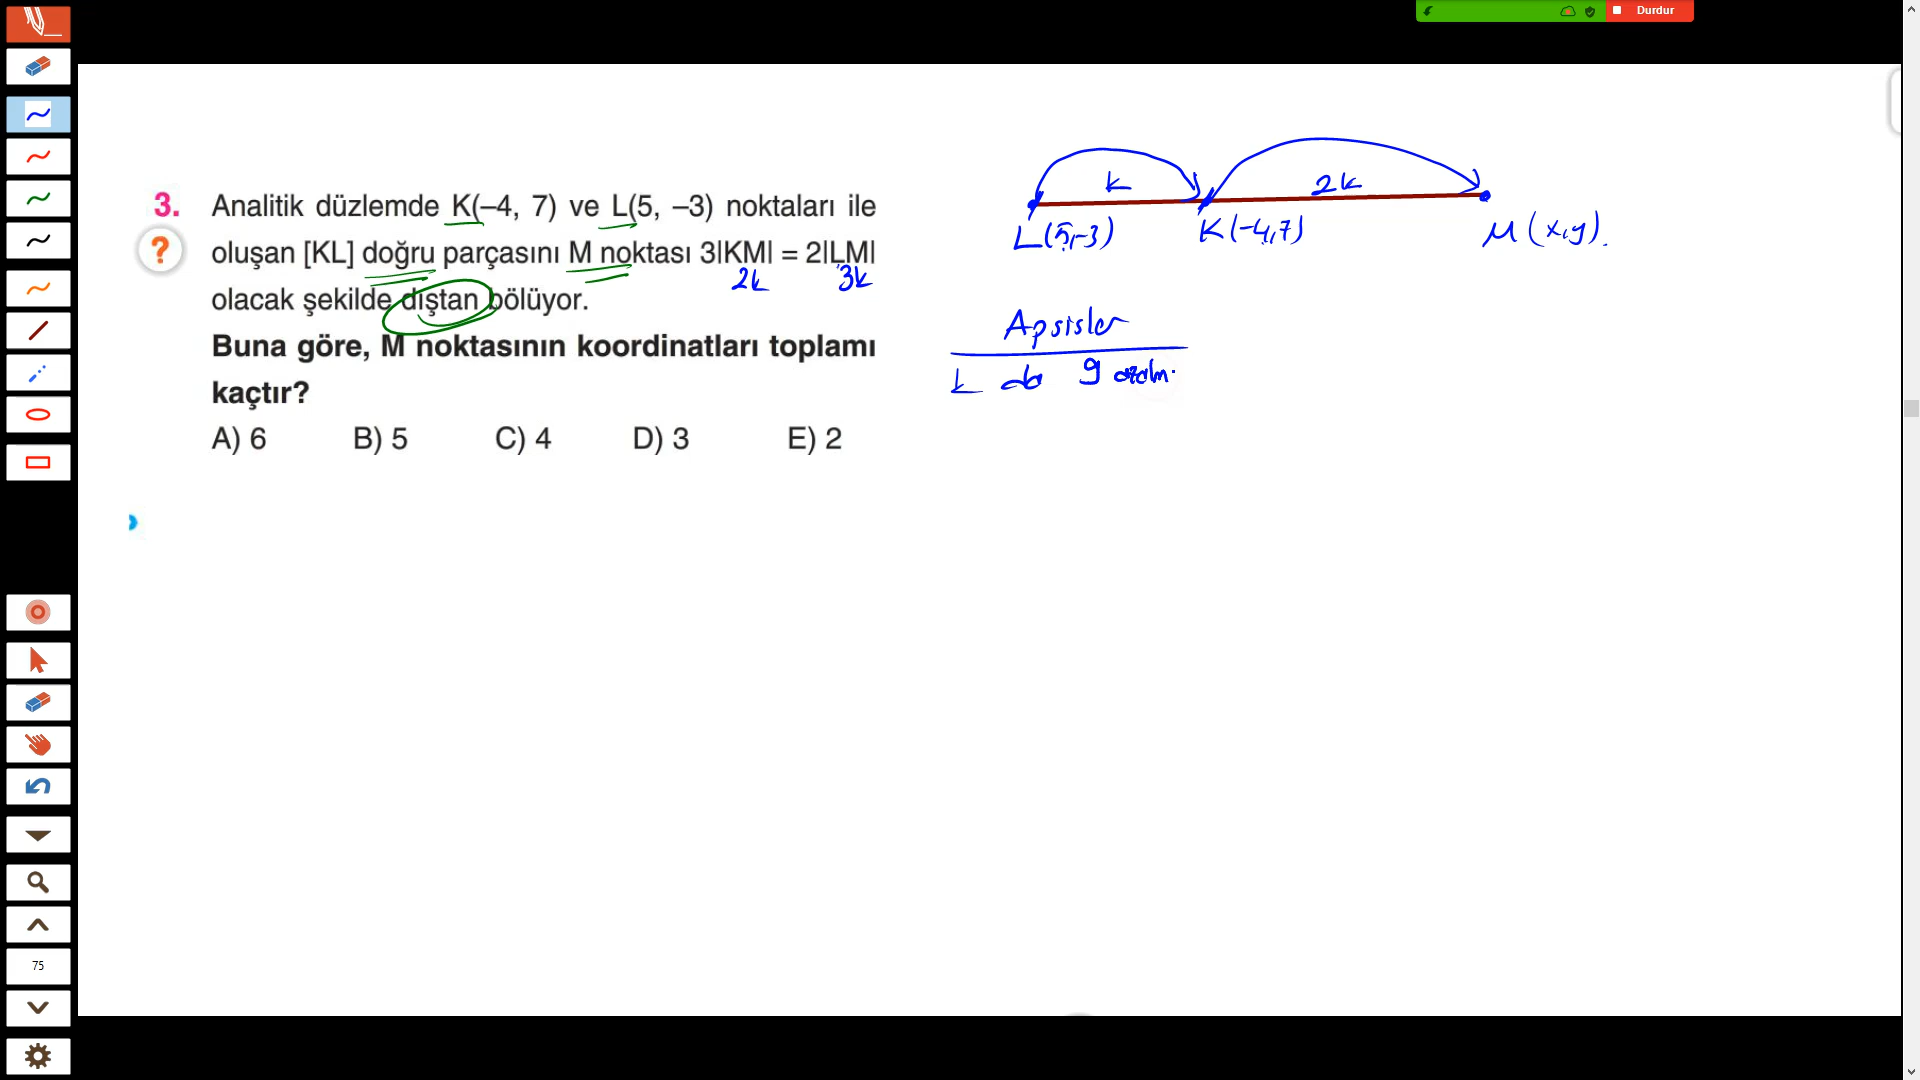 Durdur
3. Analitik düzlemde K(–4, 7) ve L(5, –3) noktaları ile
? oluşan [KL] doğru parçasını M noktası 3|KM| = 2|LM|
2k 3k
olacak şekilde dıştan bölüyor.
Buna göre, M noktasının koordinatları toplamı
kaçtır?
A) 6 B) 5 C) 4 D) 3 E) 2
k 2k
L(5,-3) K(-4,7) M(x,y).
Apsisler
k da 9 azalm.
75